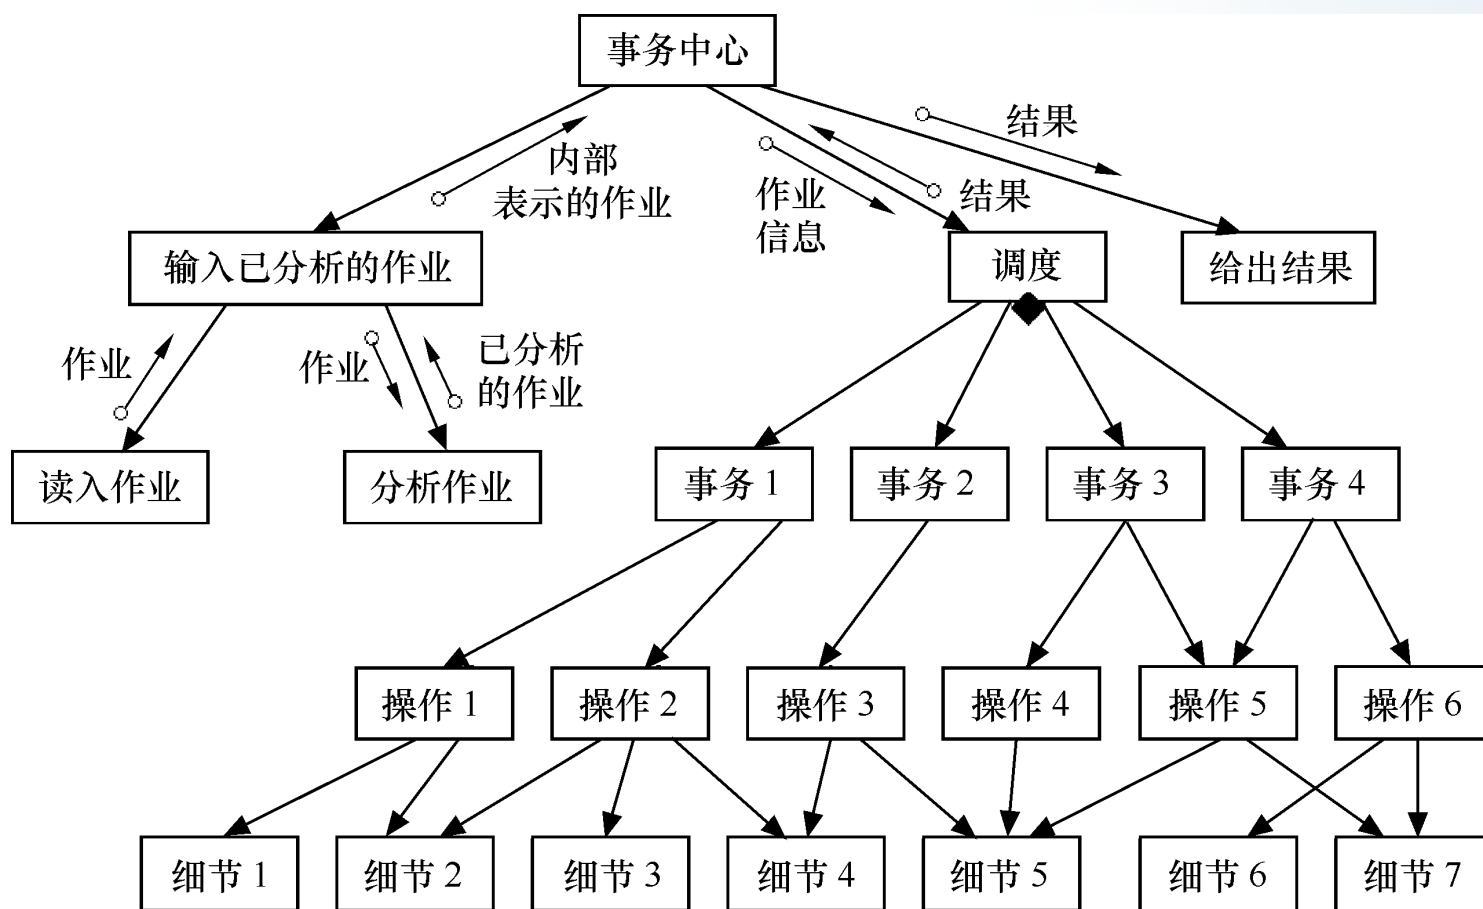 事务中心
结果
内部
表示的作业
作业
信息
结果
输入已分析的作业
调度
给出结果
作业
作业
已分析
的作业
读入作业
分析作业
事务 1
事务 2
事务 3
事务 4
操作 1
操作 2
操作 3
操作 4
操作 5
操作 6
细节 1
细节 2
细节 3
细节 4
细节 5
细节 6
细节 7